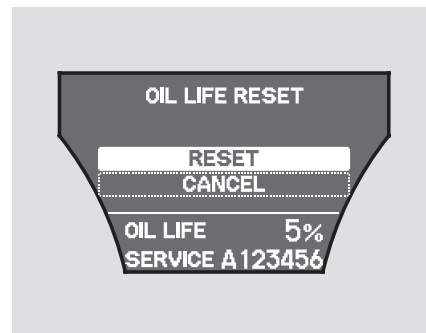 OIL LIFE RESET
RESET
CANCEL
OIL LIFE 5%
SERVICE A123456